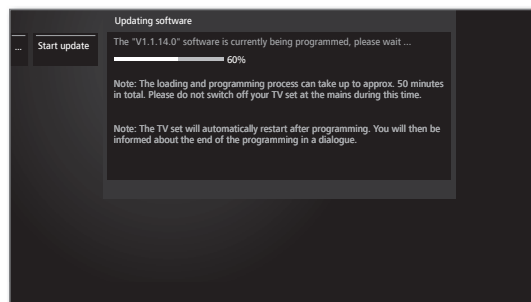 Updating software
... Start update
The "V1.1.14.0" software is currently being programmed, please wait ...
60%
Note: The loading and programming process can take up to approx. 50 minutes
in total. Please do not switch off your TV set at the mains during this time.
Note: The TV set will automatically restart after programming. You will then be
informed about the end of the programming in a dialogue.